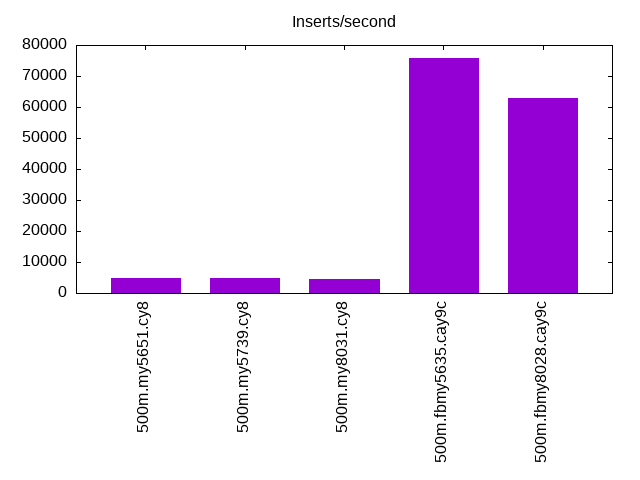 Inserts/second
80000
70000
60000
50000
40000
30000
20000
10000
0
500m.my5651.cy8
500m.my5739.cy8
500m.my8031.cy8
500m.fbmy5635.cay9c
500m.fbmy8028.cay9c